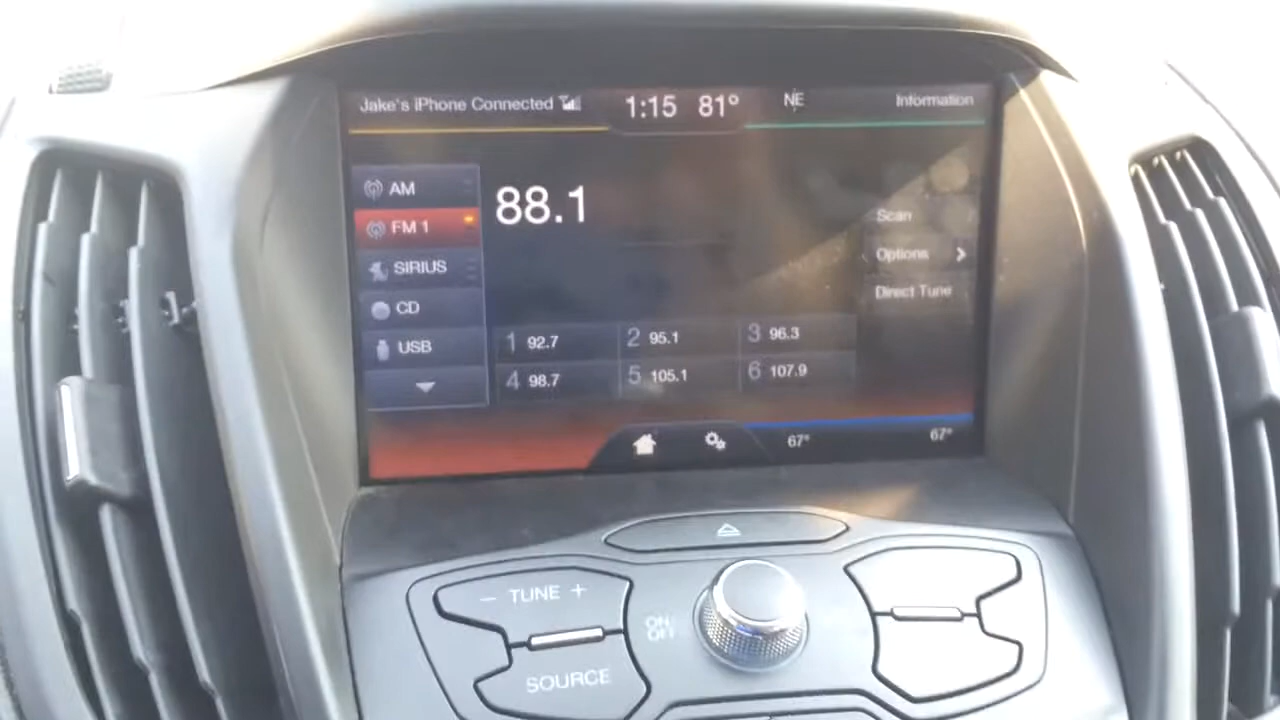 Jake's iPhone Connected 1:15 81° NE Information
AM
88.1
FM 1
Scan
SIRIUS
Options
CD
Direct Tune
USB
1 92.7 2 95.1 3 96.3
4 98.7 5 105.1 6 107.9
67° 67°
− TUNE +
ON/
OFF
SOURCE